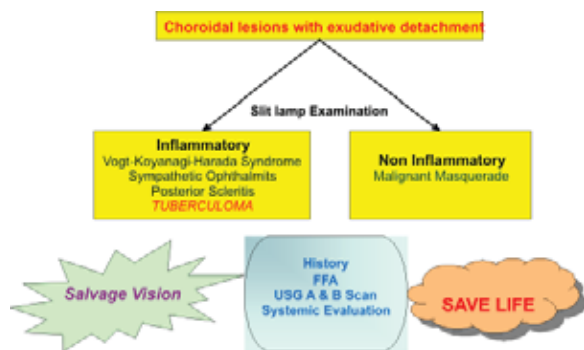 Choroidal lesions with exudative detachment
Slit lamp Examination
Inflammatory
Vogt-Koyanagi-Harada Syndrome
Sympathetic Ophthalmits
Posterior Scleritis
TUBERCULOMA
Non Inflammatory
Malignant Masquerade
Salvage Vision
History
FFA
USG A & B Scan
Systemic Evaluation
SAVE LIFE